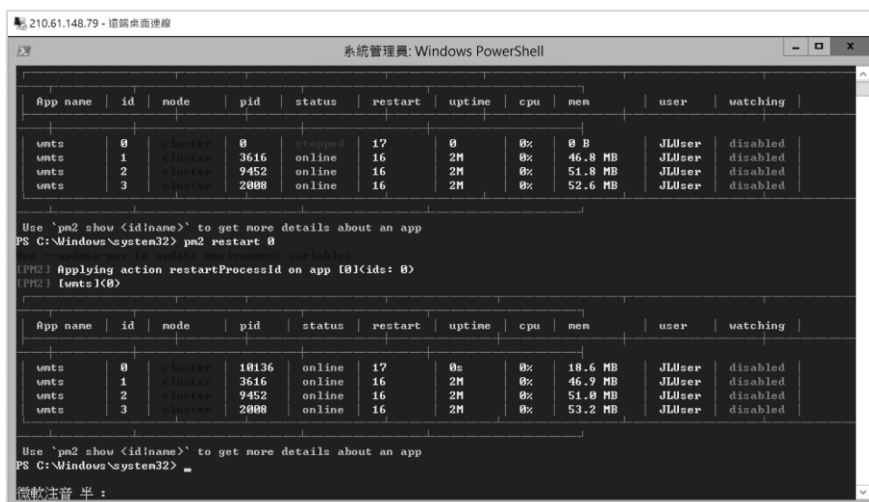 210.61.148.79 - 遠端桌面連線
系統管理員: Windows PowerShell
App name | id | mode | pid | status | restart | uptime | cpu | mem | user | watching
wmts | 0 | cluster | 0 | stopped | 17 | 0 | 0% | 0 B | JLUser | disabled
wmts | 1 | cluster | 3616 | online | 16 | 2M | 0% | 46.8 MB | JLUser | disabled
wmts | 2 | cluster | 9452 | online | 16 | 2M | 0% | 51.8 MB | JLUser | disabled
wmts | 3 | cluster | 2008 | online | 16 | 2M | 0% | 52.6 MB | JLUser | disabled
Use `pm2 show <id|name>` to get more details about an app
PS C:\Windows\system32> pm2 restart 0
Use --update-env to update environment variables
[PM2] Applying action restartProcessId on app [0](ids: 0)
[PM2] [wmts](0)
App name | id | mode | pid | status | restart | uptime | cpu | mem | user | watching
wmts | 0 | cluster | 10136 | online | 17 | 0s | 0% | 18.6 MB | JLUser | disabled
wmts | 1 | cluster | 3616 | online | 16 | 2M | 0% | 46.9 MB | JLUser | disabled
wmts | 2 | cluster | 9452 | online | 16 | 2M | 0% | 51.0 MB | JLUser | disabled
wmts | 3 | cluster | 2008 | online | 16 | 2M | 0% | 53.2 MB | JLUser | disabled
Use `pm2 show <id|name>` to get more details about an app
PS C:\Windows\system32> _
微軟注音 半 :